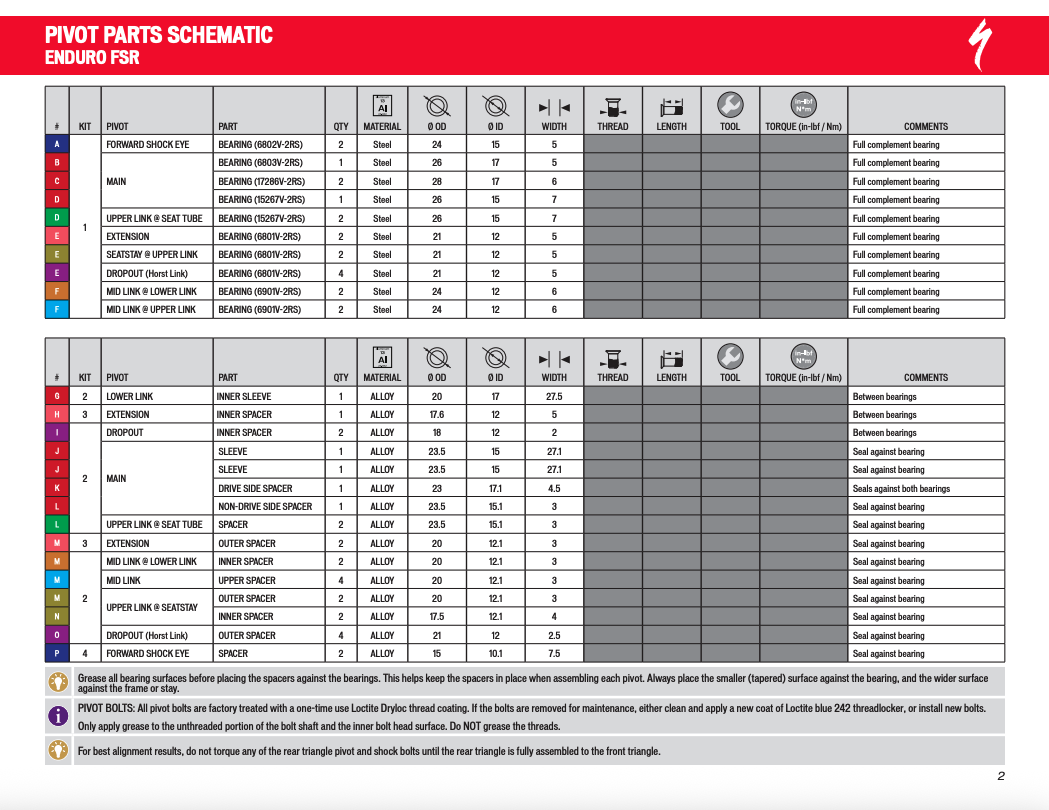 PIVOT PARTS SCHEMATIC
ENDURO FSR
# KIT PIVOT PART QTY MATERIAL Ø OD Ø ID WIDTH THREAD LENGTH TOOL TORQUE (in-lbf / Nm) COMMENTS
A FORWARD SHOCK EYE BEARING (6802V-2RS) 2 Steel 24 15 5 Full complement bearing
B BEARING (6803V-2RS) 1 Steel 26 17 5 Full complement bearing
C MAIN BEARING (17286V-2RS) 2 Steel 28 17 6 Full complement bearing
D BEARING (15267V-2RS) 1 Steel 26 15 7 Full complement bearing
D 1 UPPER LINK @ SEAT TUBE BEARING (15267V-2RS) 2 Steel 26 15 7 Full complement bearing
E EXTENSION BEARING (6801V-2RS) 2 Steel 21 12 5 Full complement bearing
E SEATSTAY @ UPPER LINK BEARING (6801V-2RS) 2 Steel 21 12 5 Full complement bearing
E DROPOUT (Horst Link) BEARING (6801V-2RS) 4 Steel 21 12 5 Full complement bearing
F MID LINK @ LOWER LINK BEARING (6901V-2RS) 2 Steel 24 12 6 Full complement bearing
F MID LINK @ UPPER LINK BEARING (6901V-2RS) 2 Steel 24 12 6 Full complement bearing
# KIT PIVOT PART QTY MATERIAL Ø OD Ø ID WIDTH THREAD LENGTH TOOL TORQUE (in-lbf / Nm) COMMENTS
G 2 LOWER LINK INNER SLEEVE 1 ALLOY 20 17 27.5 Between bearings
H 3 EXTENSION INNER SPACER 1 ALLOY 17.6 12 5 Between bearings
I DROPOUT INNER SPACER 2 ALLOY 18 12 2 Between bearings
J SLEEVE 1 ALLOY 23.5 15 27.1 Seal against bearing
J SLEEVE 1 ALLOY 23.5 15 27.1 Seal against bearing
K 2 MAIN DRIVE SIDE SPACER 1 ALLOY 23 17.1 4.5 Seals against both bearings
L NON-DRIVE SIDE SPACER 1 ALLOY 23.5 15.1 3 Seal against bearing
L UPPER LINK @ SEAT TUBE SPACER 2 ALLOY 23.5 15.1 3 Seal against bearing
M 3 EXTENSION OUTER SPACER 2 ALLOY 20 12.1 3 Seal against bearing
M MID LINK @ LOWER LINK INNER SPACER 2 ALLOY 20 12.1 3 Seal against bearing
M MID LINK UPPER SPACER 4 ALLOY 20 12.1 3 Seal against bearing
M 2 UPPER LINK @ SEATSTAY OUTER SPACER 2 ALLOY 20 12.1 3 Seal against bearing
N INNER SPACER 2 ALLOY 17.5 12.1 4 Seal against bearing
O DROPOUT (Horst Link) OUTER SPACER 4 ALLOY 21 12 2.5 Seal against bearing
P 4 FORWARD SHOCK EYE SPACER 2 ALLOY 15 10.1 7.5 Seal against bearing
Grease all bearing surfaces before placing the spacers against the bearings. This helps keep the spacers in place when assembling each pivot. Always place the smaller (tapered) surface against the bearing, and the wider surface
against the frame or stay.
PIVOT BOLTS: All pivot bolts are factory treated with a one-time use Loctite Dryloc thread coating. If the bolts are removed for maintenance, either clean and apply a new coat of Loctite blue 242 threadlocker, or install new bolts.
Only apply grease to the unthreaded portion of the bolt shaft and the inner bolt head surface. Do NOT grease the threads.
For best alignment results, do not torque any of the rear triangle pivot and shock bolts until the rear triangle is fully assembled to the front triangle.
2